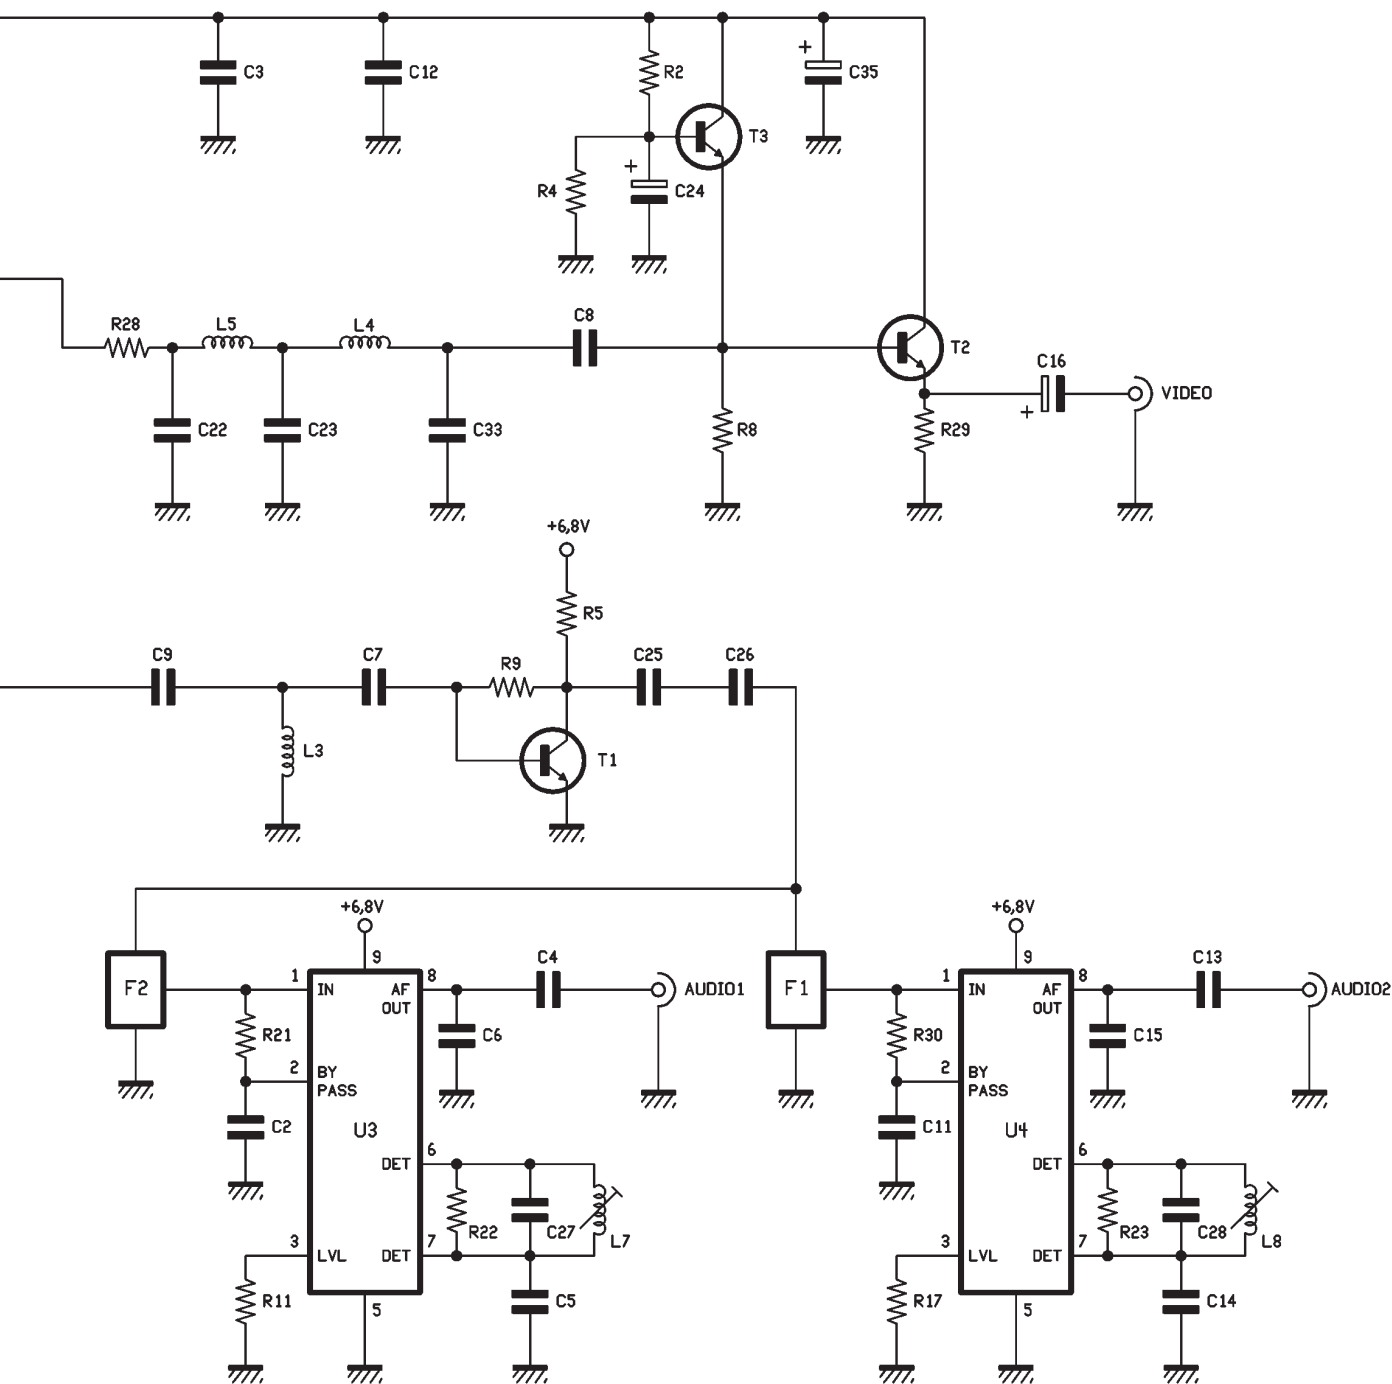 C3
C12
R2
+
C35
T3
+
R4
C24
R28
L5
L4
C8
T2
C16
+
VIDEO
C22
C23
C33
R8
R29
+6,8V
R5
C9
C7
R9
C25
C26
L3
T1
+6,8V
+6,8V
9
C4
9
C13
F2
1
IN
AF
OUT
8
AUDIO1
F1
1
IN
AF
OUT
8
AUDIO2
R21
C6
R30
C15
2
BY
PASS
2
BY
PASS
C2
U3
C11
U4
DET
6
DET
6
R22
C27
L7
R23
C28
L8
3
LVL
DET
7
3
LVL
DET
7
R11
5
C5
R17
5
C14